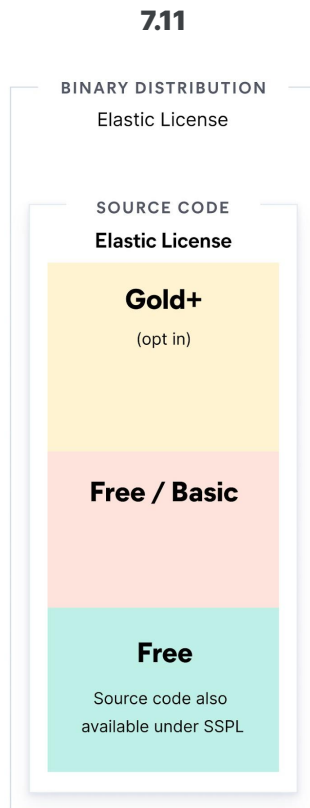 7.11
BINARY DISTRIBUTION
Elastic License
SOURCE CODE
Elastic License
Gold+
(opt in)
Free / Basic
Free
Source code also
available under SSPL